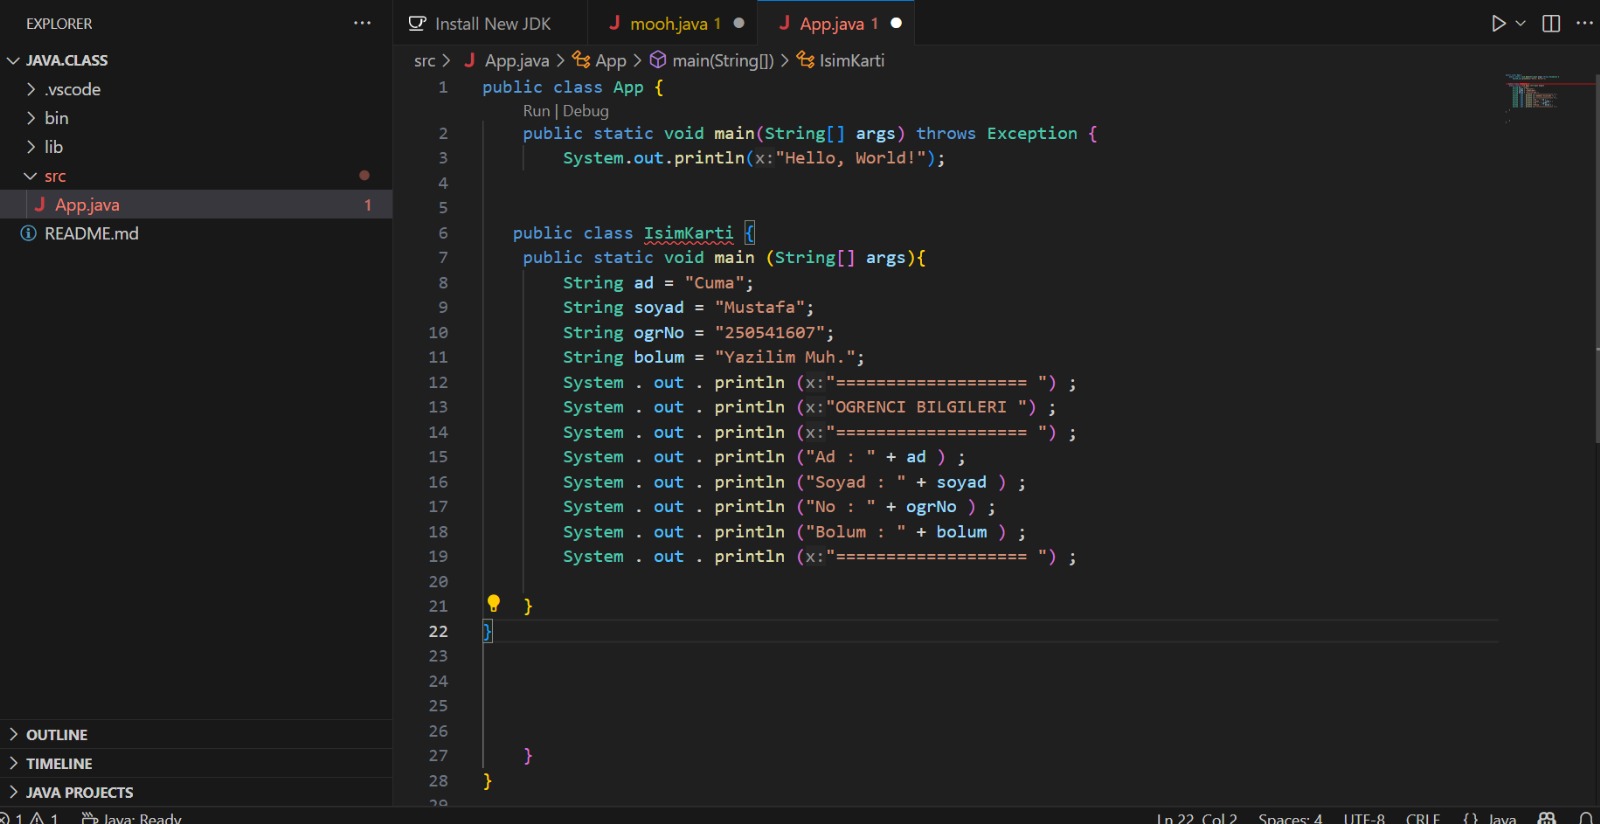 EXPLORER
Install New JDK
mooh.java 1
App.java 1
JAVA.CLASS
.vscode
bin
lib
src
App.java 1
README.md
OUTLINE
TIMELINE
JAVA PROJECTS
src > App.java > App > main(String[]) > IsimKarti
1 public class App {
Run | Debug
2 public static void main(String[] args) throws Exception {
3 System.out.println(x:"Hello, World!");
4
5
6 public class IsimKarti {
7 public static void main (String[] args){
8 String ad = "Cuma";
9 String soyad = "Mustafa";
10 String ogrNo = "250541607";
11 String bolum = "Yazilim Muh.";
12 System . out . println (x:"=================== ") ;
13 System . out . println (x:"OGRENCI BILGILERI ") ;
14 System . out . println (x:"=================== ") ;
15 System . out . println ("Ad : " + ad ) ;
16 System . out . println ("Soyad : " + soyad ) ;
17 System . out . println ("No : " + ogrNo ) ;
18 System . out . println ("Bolum : " + bolum ) ;
19 System . out . println (x:"=================== ") ;
20
21 }
22 }
23
24
25
26
27 }
28 }
29
1 1 Java: Ready
Ln 22, Col 2 Spaces: 4 UTF-8 CRLF {} Java